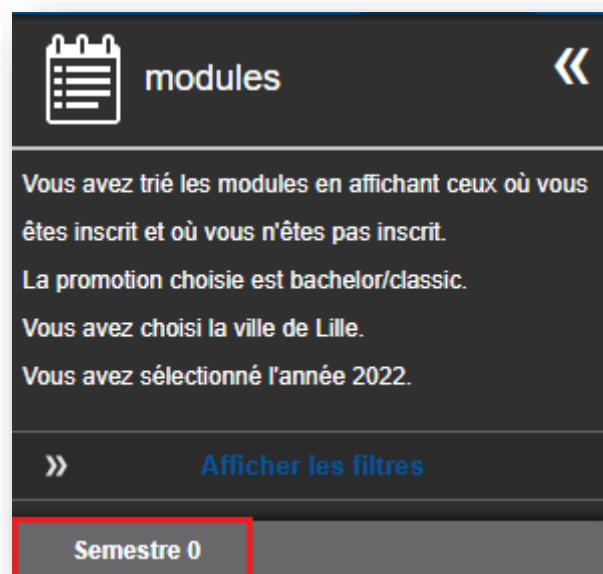 modules
Vous avez trié les modules en affichant ceux où vous
êtes inscrit et où vous n'êtes pas inscrit.
La promotion choisie est bachelor/classic.
Vous avez choisi la ville de Lille.
Vous avez sélectionné l'année 2022.
Afficher les filtres
Semestre 0